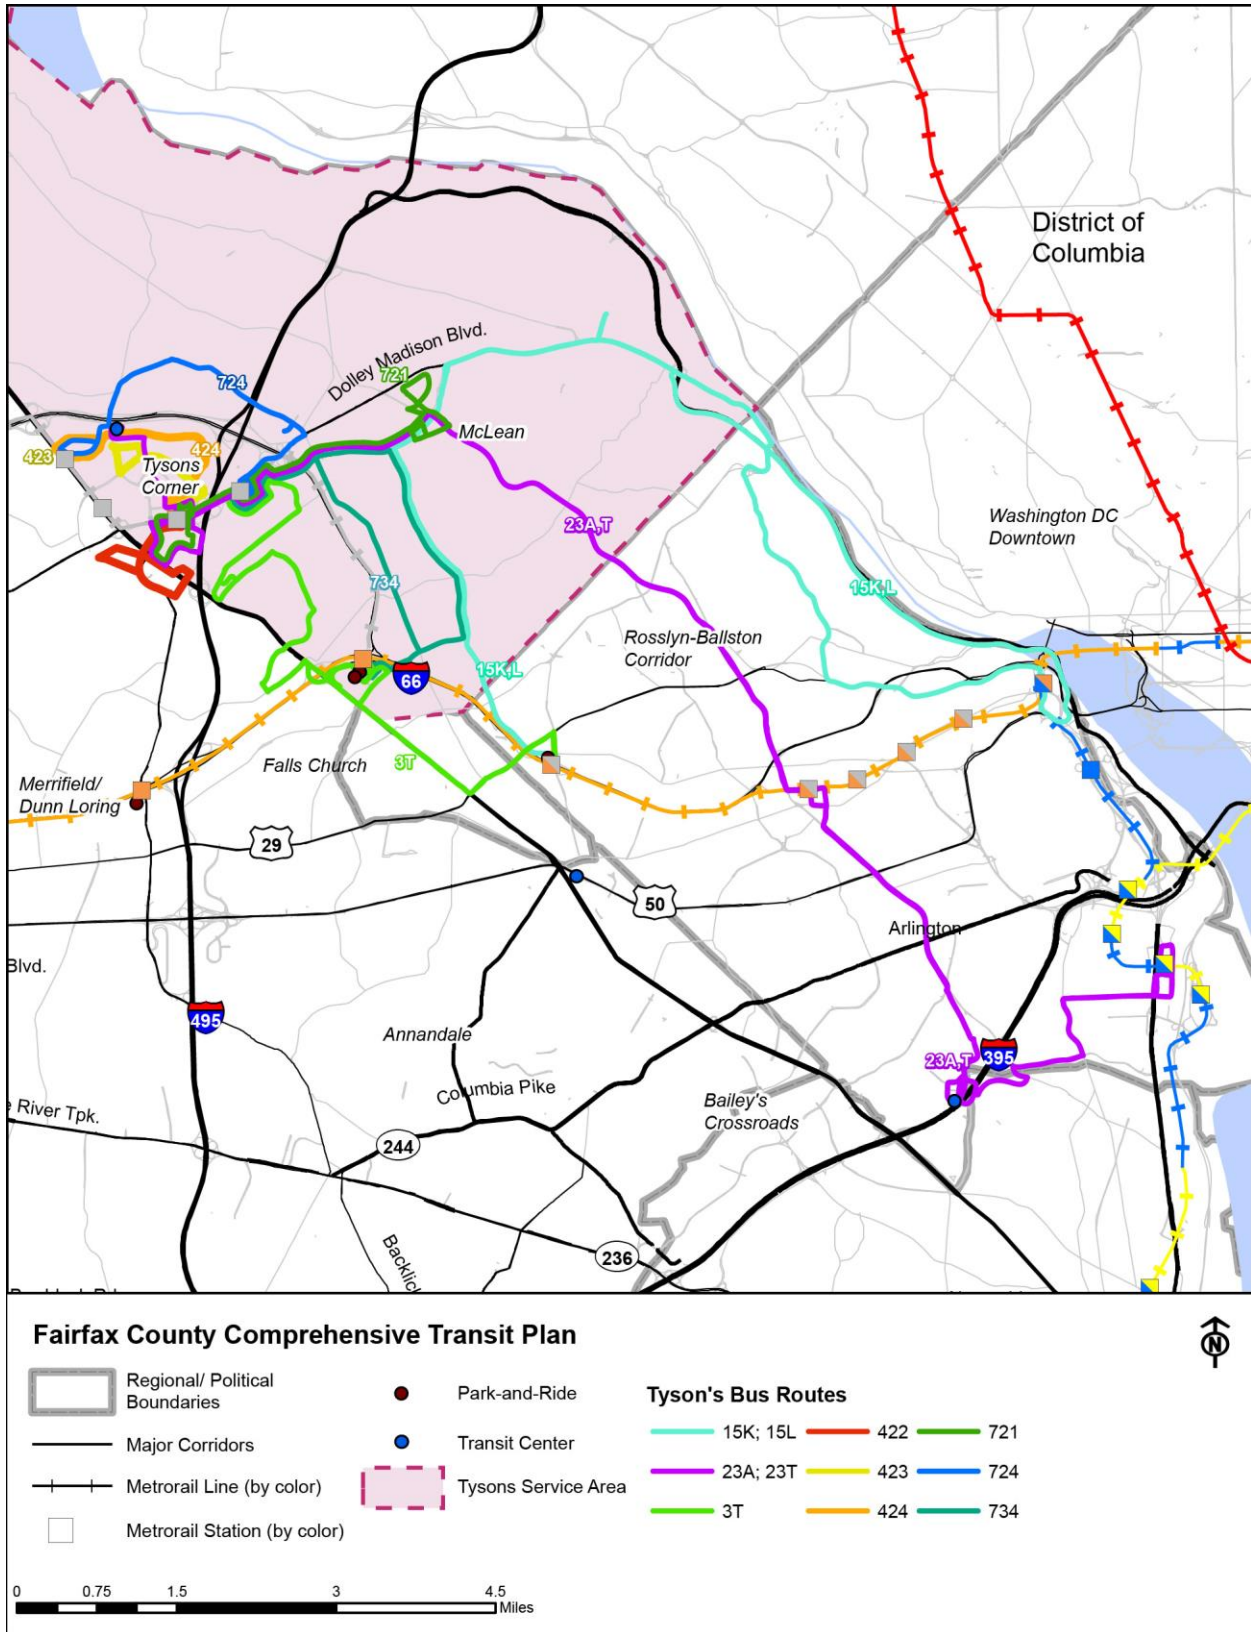 District of
Columbia
Dolley Madison Blvd.
724
721
McLean
423
424
Tysons
Corner
23A,T
Washington DC
Downtown
734
15K,L
Rosslyn-Ballston
Corridor
15K,L
66
3T
Falls Church
Merrifield/
Dunn Loring
29
50
Arlington
Blvd.
495
Annandale
23A,T
395
Columbia Pike
Bailey's
Crossroads
e River Tpk.
244
236
Backlic
Fairfax County Comprehensive Transit Plan
N
Regional/ Political
Boundaries
Major Corridors
Metrorail Line (by color)
Metrorail Station (by color)
Park-and-Ride
Transit Center
Tysons Service Area
Tyson's Bus Routes
15K; 15L
422
721
23A; 23T
423
724
3T
424
734
0 0.75 1.5 3 4.5
Miles